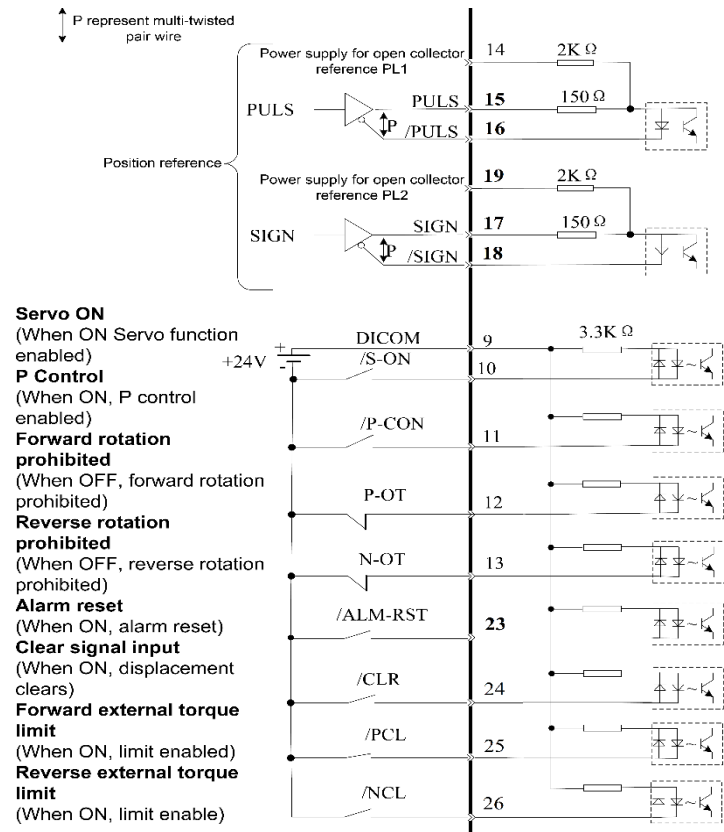 P represent multi-twisted
pair wire
Power supply for open collector
reference PL1
14
2K Ω
PULS
PULS
15
150 Ω
P
/PULS
16
Position reference
Power supply for open collector
reference PL2
19
2K Ω
SIGN
SIGN
17
150 Ω
P
/SIGN
18
Servo ON
(When ON Servo function
enabled)
P Control
(When ON, P control
enabled)
Forward rotation
prohibited
(When OFF, forward rotation
prohibited)
Reverse rotation
prohibited
(When OFF, reverse rotation
prohibited)
Alarm reset
(When ON, alarm reset)
Clear signal input
(When ON, displacement
clears)
Forward external torque
limit
(When ON, limit enabled)
Reverse external torque
limit
(When ON, limit enable)
+
+24V
-
DICOM
9
3.3K Ω
/S-ON
10
/P-CON
11
P-OT
12
N-OT
13
/ALM-RST
23
/CLR
24
/PCL
25
/NCL
26